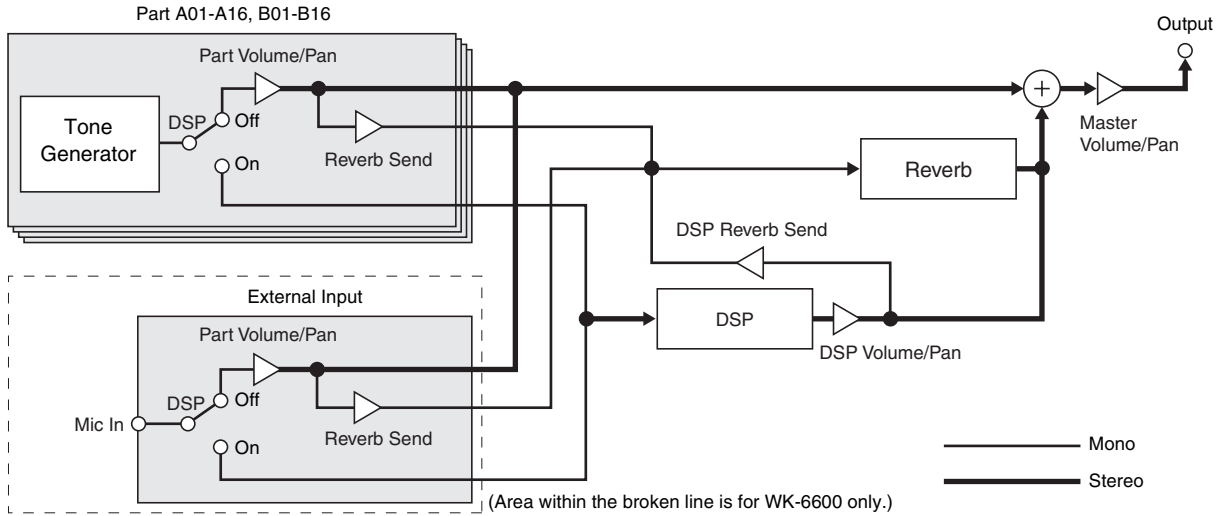 Part A01-A16, B01-B16
Output
Part Volume/Pan
Tone
Generator
DSP
Off
On
Reverb Send
Master
Volume/Pan
Reverb
DSP Reverb Send
DSP
DSP Volume/Pan
External Input
Part Volume/Pan
Mic In
DSP
Off
On
Reverb Send
Mono
Stereo
(Area within the broken line is for WK-6600 only.)